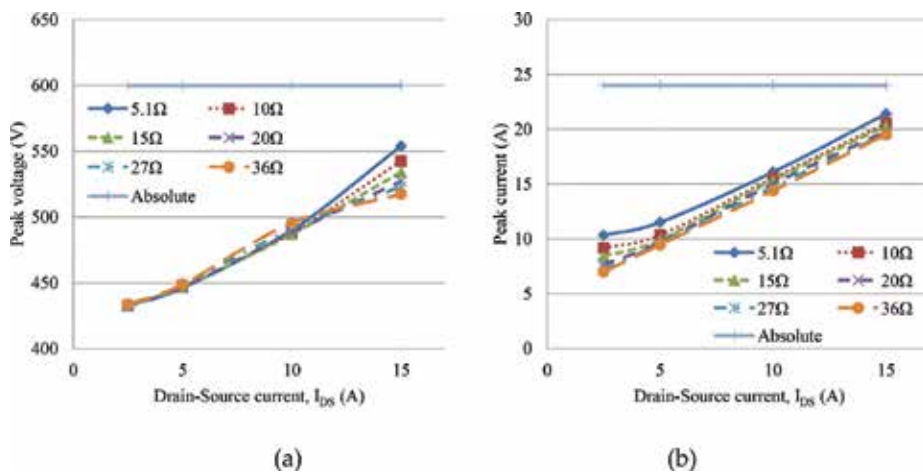 650
600
550
500
450
400
Peak voltage (V)
5.1Ω
10Ω
15Ω
20Ω
27Ω
36Ω
Absolute
0
5
10
15
Drain-Source current, I_DS (A)
(a)
30
25
20
15
10
5
0
Peak current (A)
5.1Ω
10Ω
15Ω
20Ω
27Ω
36Ω
Absolute
0
5
10
15
Drain-Source current, I_DS (A)
(b)